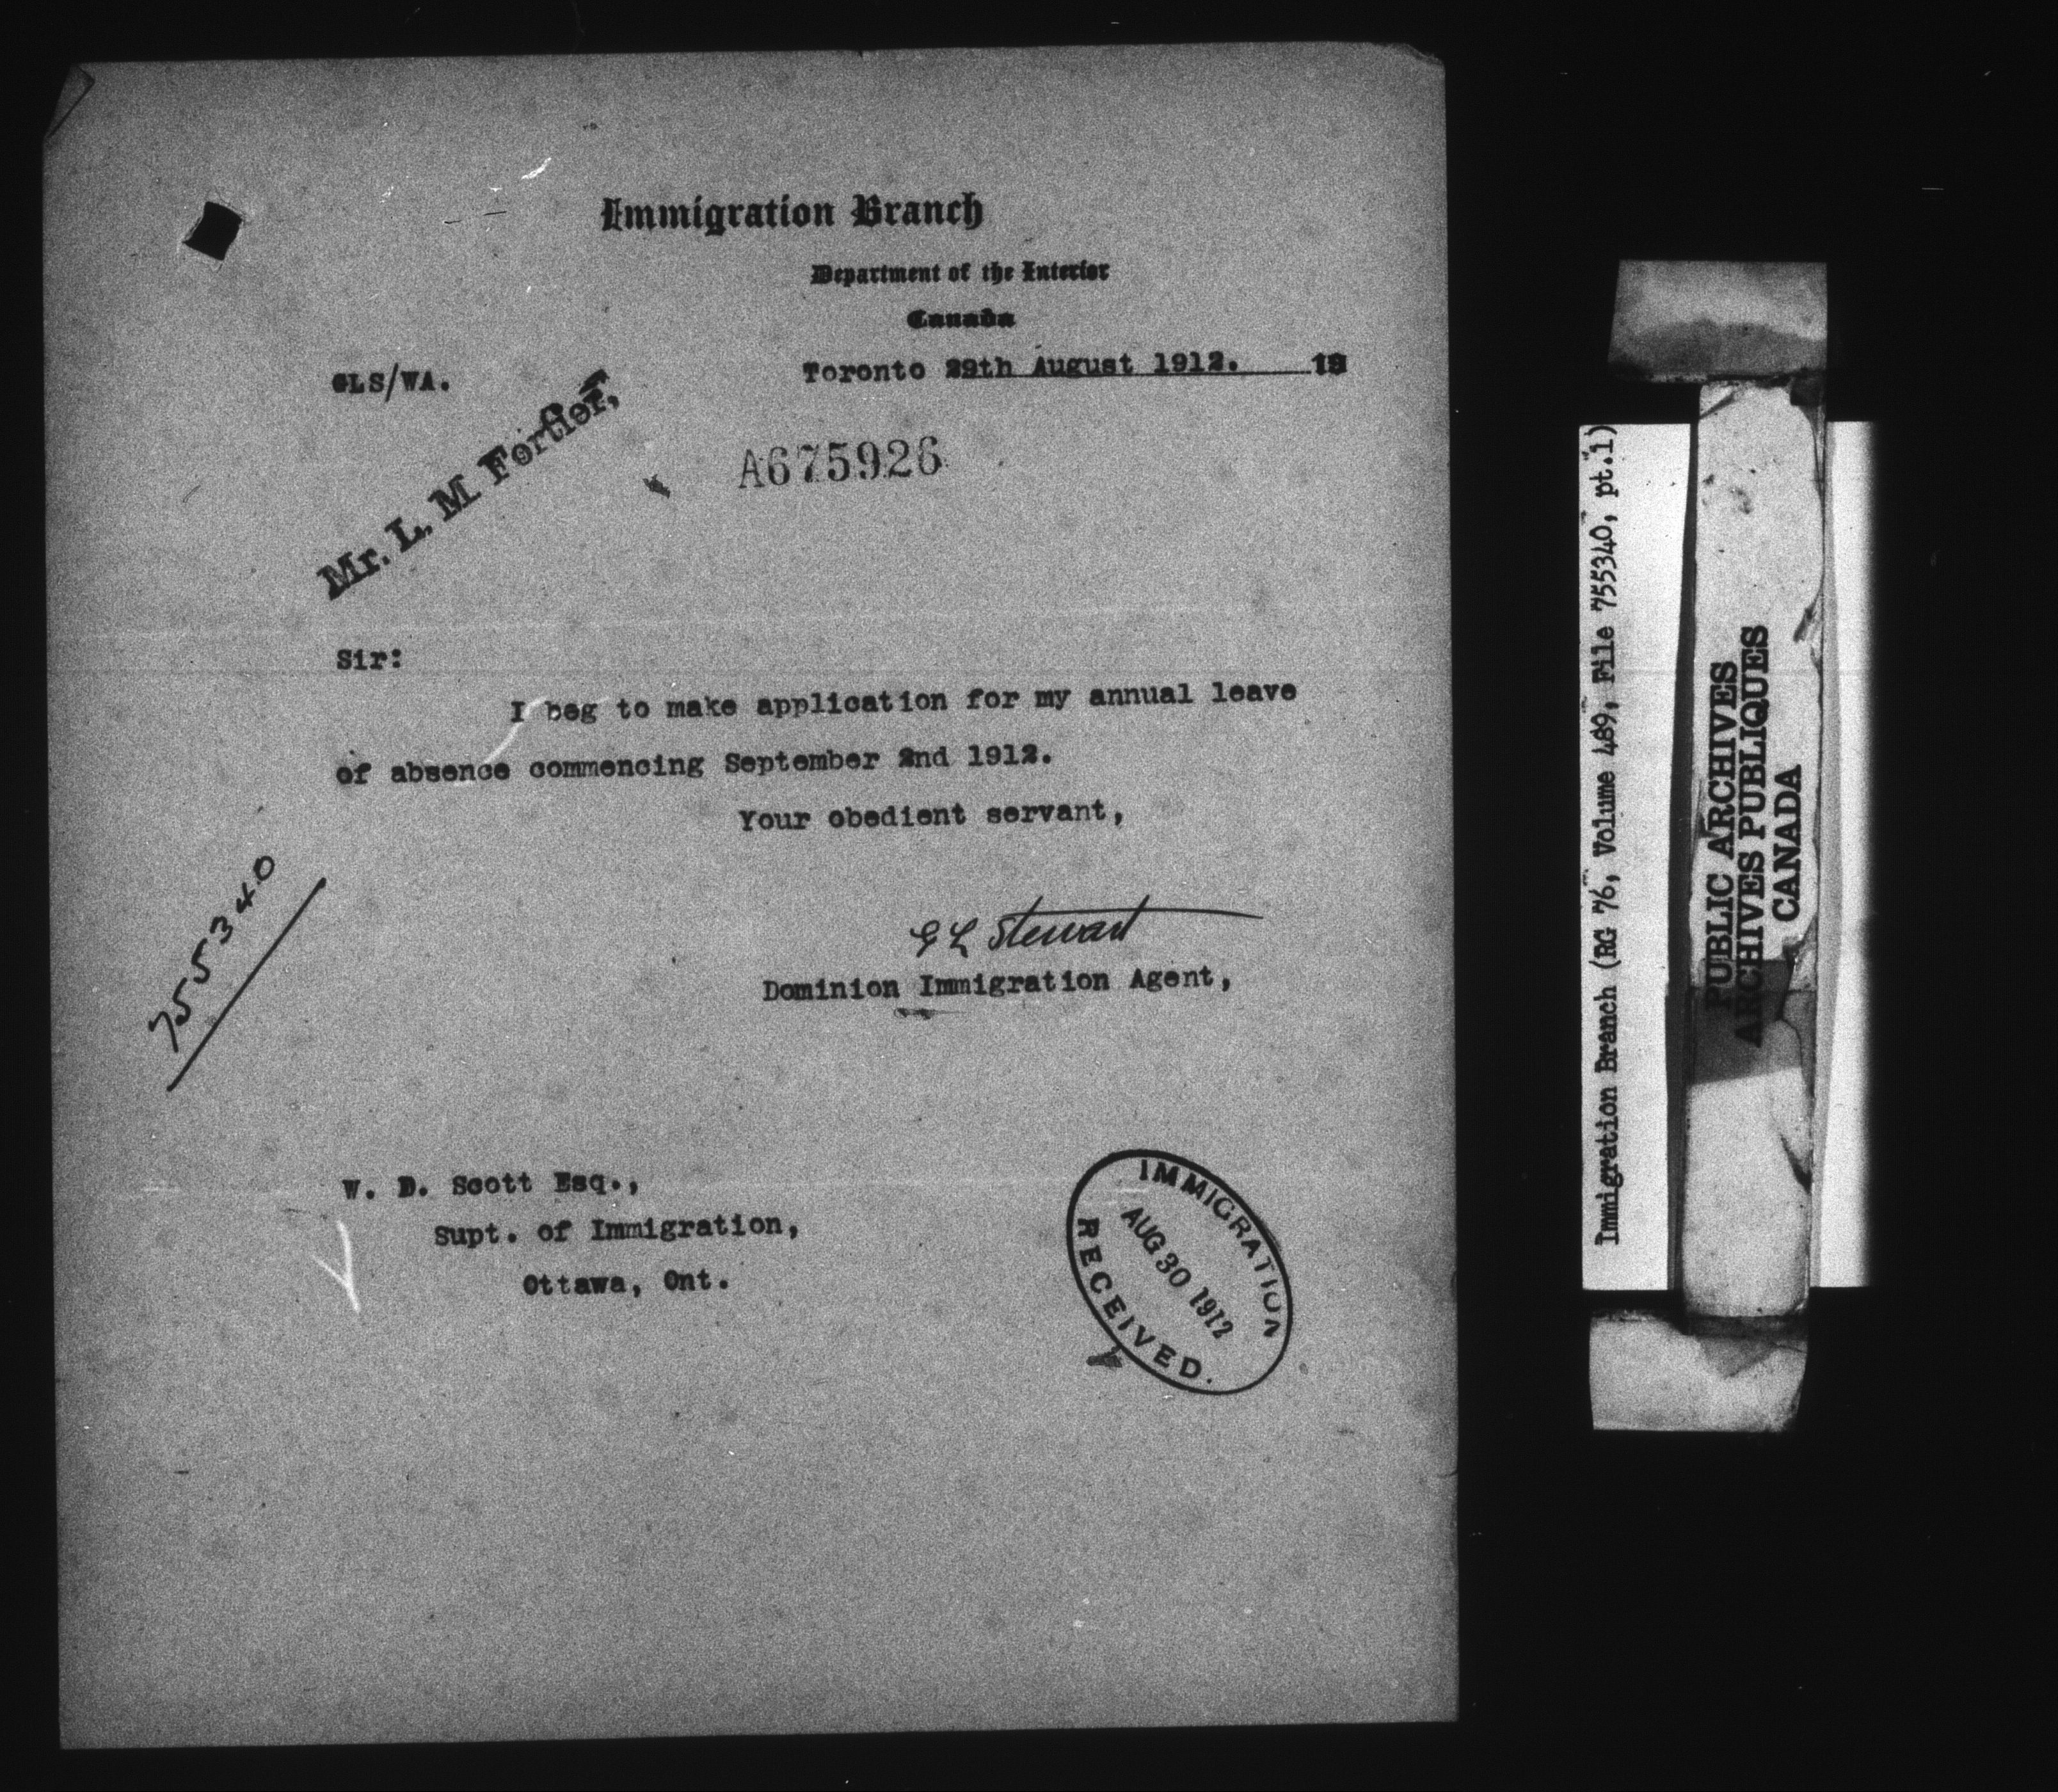 Immigration Branch
Department of the Interior
Canada
GLS/WA.
Toronto 29th August 1912. 19
Mr. L. M. Fortier,
A675926
Sir:
I beg to make application for my annual leave
of absence commencing September 2nd 1912.
Your obedient servant,
G L Stewart
Dominion Immigration Agent,
755340
W. D. Scott Esq.,
Supt. of Immigration,
Ottawa, Ont.
IMMIGRATION
AUG 30 1912
RECEIVED.
Immigration Branch (RG 76, Volume 489, File 755340, pt.1)
PUBLIC ARCHIVES
ARCHIVES PUBLIQUES
CANADA